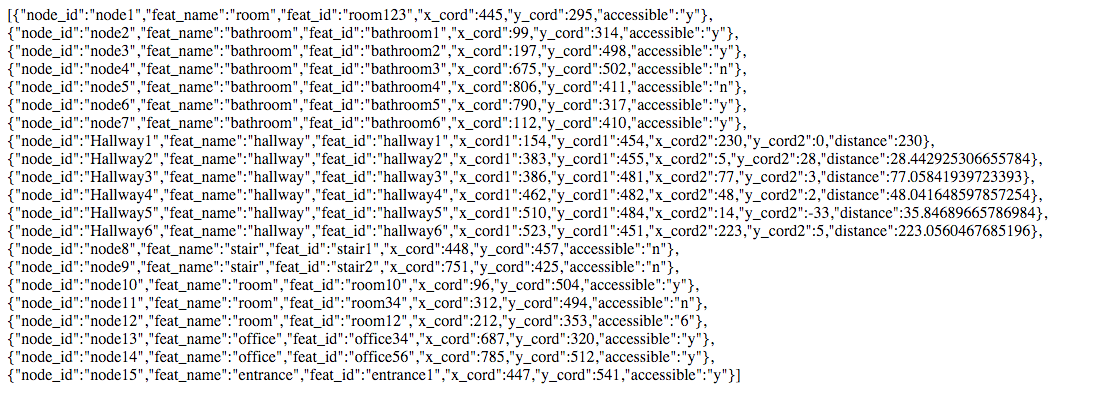 [{"node_id":"node1","feat_name":"room","feat_id":"room123","x_cord":445,"y_cord":295,"accessible":"y"},
{"node_id":"node2","feat_name":"bathroom","feat_id":"bathroom1","x_cord":99,"y_cord":314,"accessible":"y"},
{"node_id":"node3","feat_name":"bathroom","feat_id":"bathroom2","x_cord":197,"y_cord":498,"accessible":"y"},
{"node_id":"node4","feat_name":"bathroom","feat_id":"bathroom3","x_cord":675,"y_cord":502,"accessible":"n"},
{"node_id":"node5","feat_name":"bathroom","feat_id":"bathroom4","x_cord":806,"y_cord":411,"accessible":"n"},
{"node_id":"node6","feat_name":"bathroom","feat_id":"bathroom5","x_cord":790,"y_cord":317,"accessible":"y"},
{"node_id":"node7","feat_name":"bathroom","feat_id":"bathroom6","x_cord":112,"y_cord":410,"accessible":"y"},
{"node_id":"Hallway1","feat_name":"hallway","feat_id":"hallway1","x_cord1":154,"y_cord1":454,"x_cord2":230,"y_cord2":0,"distance":230},
{"node_id":"Hallway2","feat_name":"hallway","feat_id":"hallway2","x_cord1":383,"y_cord1":455,"x_cord2":5,"y_cord2":28,"distance":28.442925306655784},
{"node_id":"Hallway3","feat_name":"hallway","feat_id":"hallway3","x_cord1":386,"y_cord1":481,"x_cord2":77,"y_cord2":3,"distance":77.05841939723393},
{"node_id":"Hallway4","feat_name":"hallway","feat_id":"hallway4","x_cord1":462,"y_cord1":482,"x_cord2":48,"y_cord2":2,"distance":48.041648597857254},
{"node_id":"Hallway5","feat_name":"hallway","feat_id":"hallway5","x_cord1":510,"y_cord1":484,"x_cord2":14,"y_cord2":-33,"distance":35.84689665786984},
{"node_id":"Hallway6","feat_name":"hallway","feat_id":"hallway6","x_cord1":523,"y_cord1":451,"x_cord2":223,"y_cord2":5,"distance":223.0560467685196},
{"node_id":"node8","feat_name":"stair","feat_id":"stair1","x_cord":448,"y_cord":457,"accessible":"n"},
{"node_id":"node9","feat_name":"stair","feat_id":"stair2","x_cord":751,"y_cord":425,"accessible":"n"},
{"node_id":"node10","feat_name":"room","feat_id":"room10","x_cord":96,"y_cord":504,"accessible":"y"},
{"node_id":"node11","feat_name":"room","feat_id":"room34","x_cord":312,"y_cord":494,"accessible":"n"},
{"node_id":"node12","feat_name":"room","feat_id":"room12","x_cord":212,"y_cord":353,"accessible":"6"},
{"node_id":"node13","feat_name":"office","feat_id":"office34","x_cord":687,"y_cord":320,"accessible":"y"},
{"node_id":"node14","feat_name":"office","feat_id":"office56","x_cord":785,"y_cord":512,"accessible":"y"},
{"node_id":"node15","feat_name":"entrance","feat_id":"entrance1","x_cord":447,"y_cord":541,"accessible":"y"}]